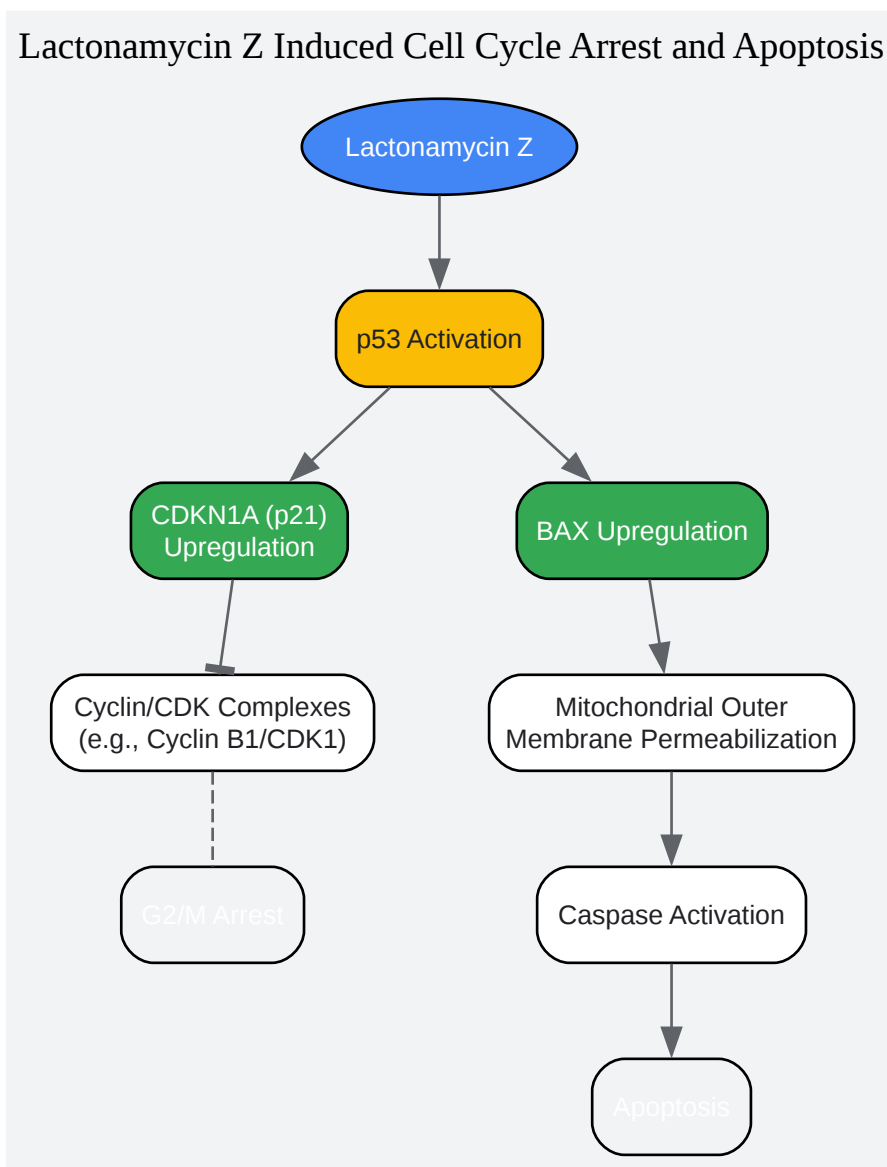 Lactonamycin Z Induced Cell Cycle Arrest and Apoptosis
Lactonamycin Z
p53 Activation
CDKN1A (p21)
Upregulation
BAX Upregulation
Cyclin/CDK Complexes
(e.g., Cyclin B1/CDK1)
Mitochondrial Outer
Membrane Permeabilization
G2/M Arrest
Caspase Activation
Apoptosis